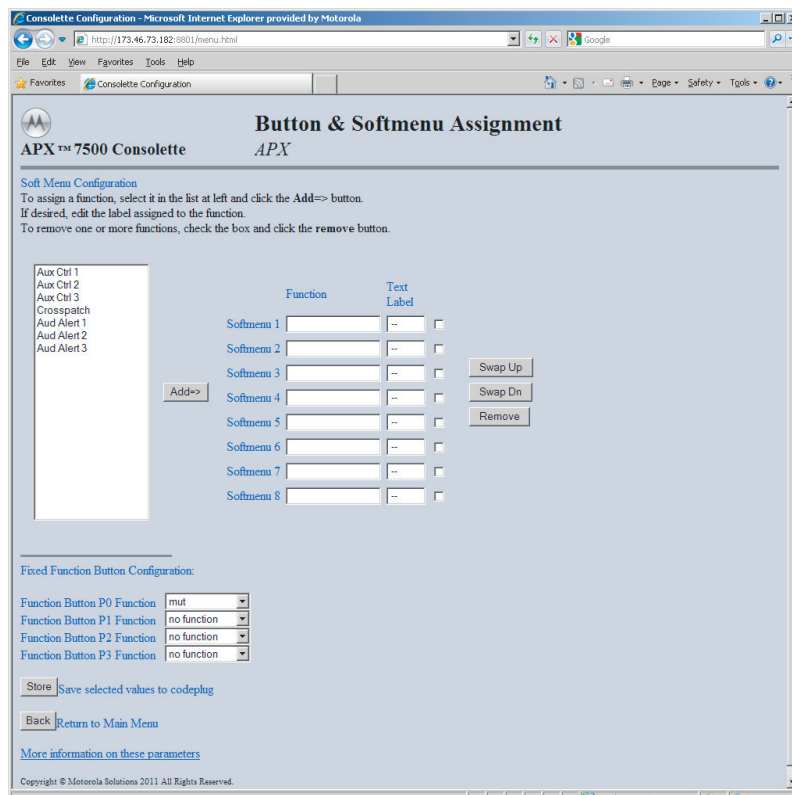 Consolette Configuration - Microsoft Internet Explorer provided by Motorola
http://173.46.73.182:8801/menu.html
Google
File Edit View Favorites Tools Help
Favorites Consolette Configuration Page Safety Tools
Button & Softmenu Assignment
APX ™ 7500 Consolette APX
Soft Menu Configuration
To assign a function, select it in the list at left and click the Add=> button.
If desired, edit the label assigned to the function.
To remove one or more functions, check the box and click the remove button.
Aux Ctrl 1
Aux Ctrl 2
Aux Ctrl 3
Crosspatch
Aud Alert 1
Aud Alert 2
Aud Alert 3
Add=>
Function Text Label
Softmenu 1 --
Softmenu 2 --
Softmenu 3 --
Softmenu 4 --
Softmenu 5 --
Softmenu 6 --
Softmenu 7 --
Softmenu 8 --
Swap Up
Swap Dn
Remove
Fixed Function Button Configuration:
Function Button P0 Function mut
Function Button P1 Function no function
Function Button P2 Function no function
Function Button P3 Function no function
Store Save selected values to codeplug
Back Return to Main Menu
More information on these parameters
Copyright © Motorola Solutions 2011 All Rights Reserved.